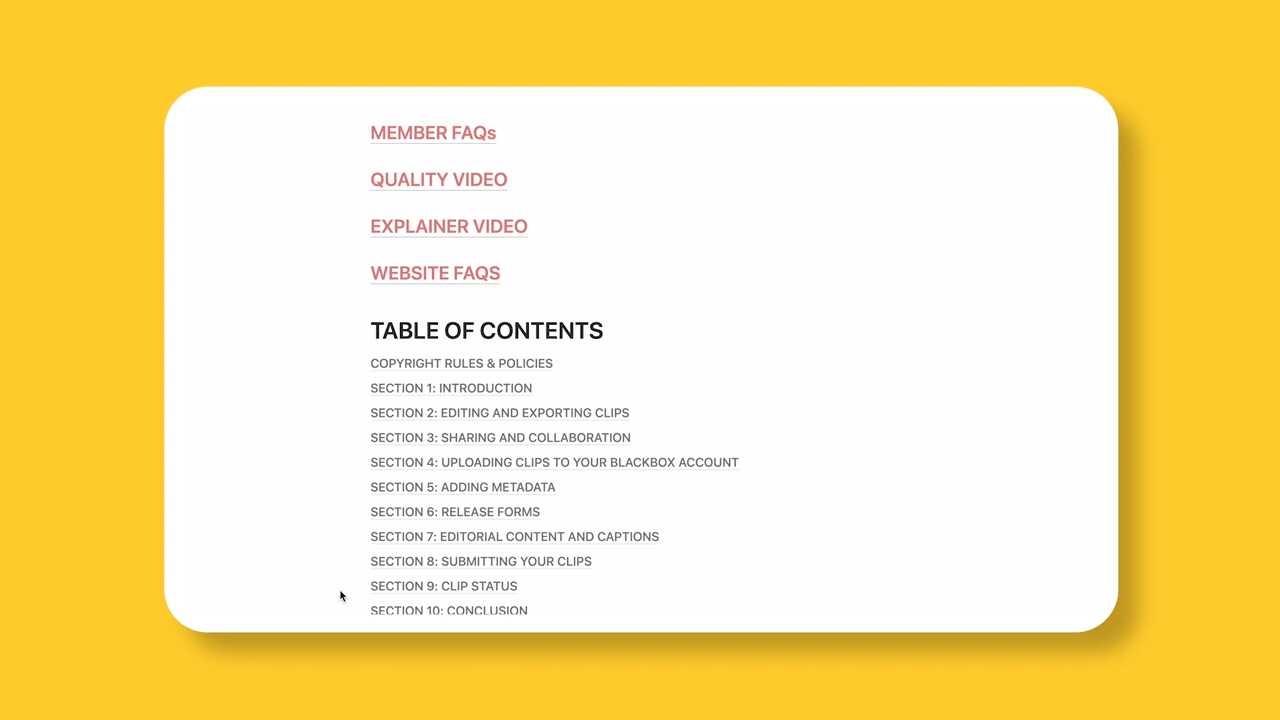 MEMBER FAQs
QUALITY VIDEO
EXPLAINER VIDEO
WEBSITE FAQS
TABLE OF CONTENTS
COPYRIGHT RULES & POLICIES
SECTION 1: INTRODUCTION
SECTION 2: EDITING AND EXPORTING CLIPS
SECTION 3: SHARING AND COLLABORATION
SECTION 4: UPLOADING CLIPS TO YOUR BLACKBOX ACCOUNT
SECTION 5: ADDING METADATA
SECTION 6: RELEASE FORMS
SECTION 7: EDITORIAL CONTENT AND CAPTIONS
SECTION 8: SUBMITTING YOUR CLIPS
SECTION 9: CLIP STATUS
SECTION 10: CONCLUSION